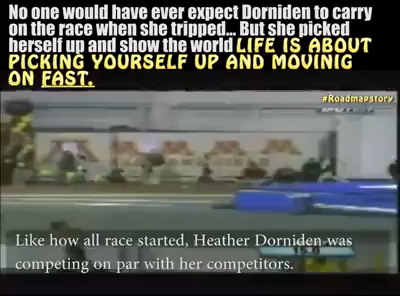 No one would have ever expect Dorniden to carry
on the race when she tripped... But she picked
herself up and show the world LIFE IS ABOUT
PICKING YOURSELF UP AND MOVINIG
ON FAST.
#Roadmapstory
M M M M M
Like how all race started, Heather Dorniden was
competing on par with her competitors.